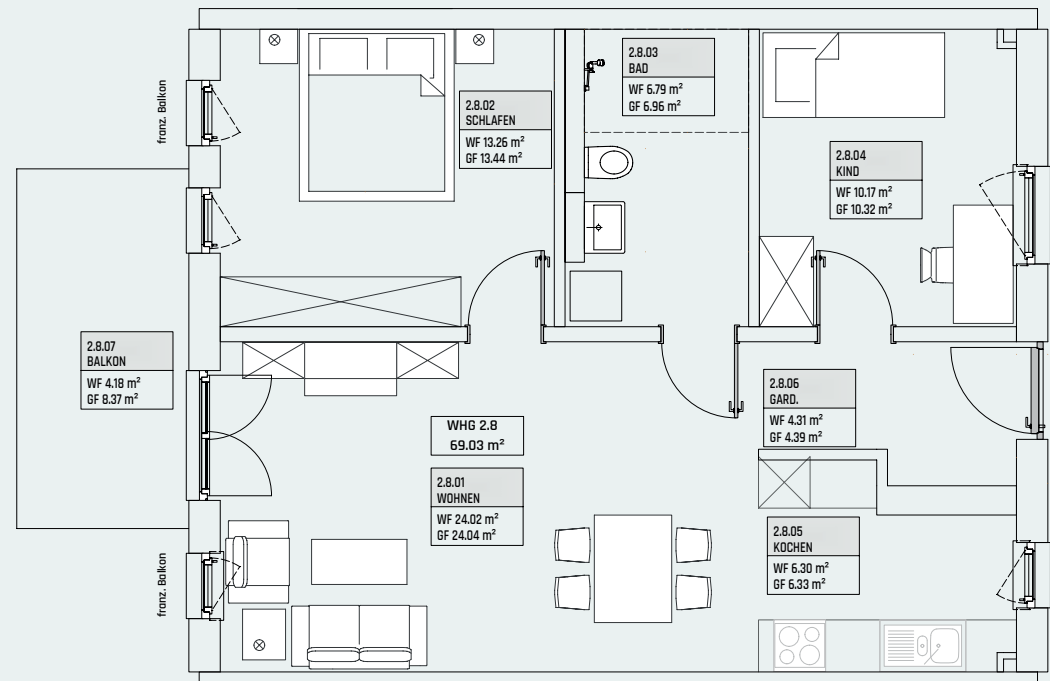 franz. Balkon
2.8.02
SCHLAFEN
WF 13.26 m²
GF 13.44 m²
2.8.03
BAD
WF 6.79 m²
GF 6.96 m²
2.8.04
KIND
WF 10.17 m²
GF 10.32 m²
2.8.07
BALKON
WF 4.18 m²
GF 8.37 m²
WHG 2.8
69.03 m²
2.8.01
WOHNEN
WF 24.02 m²
GF 24.04 m²
2.8.06
GARD.
WF 4.31 m²
GF 4.39 m²
2.8.05
KOCHEN
WF 6.30 m²
GF 6.33 m²
franz. Balkon